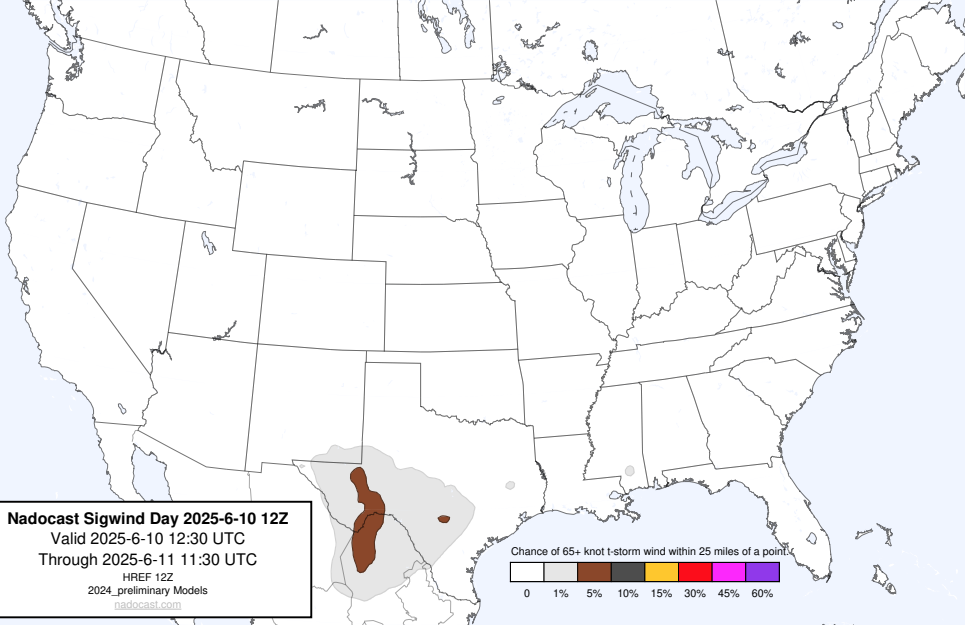 Nadocast Sigwind Day 2025-6-10 12Z
Valid 2025-6-10 12:30 UTC
Through 2025-6-11 11:30 UTC
HREF 12Z
2024_preliminary Models
nadocast.com
Chance of 65+ knot t-storm wind within 25 miles of a point.
0 1% 5% 10% 15% 30% 45% 60%